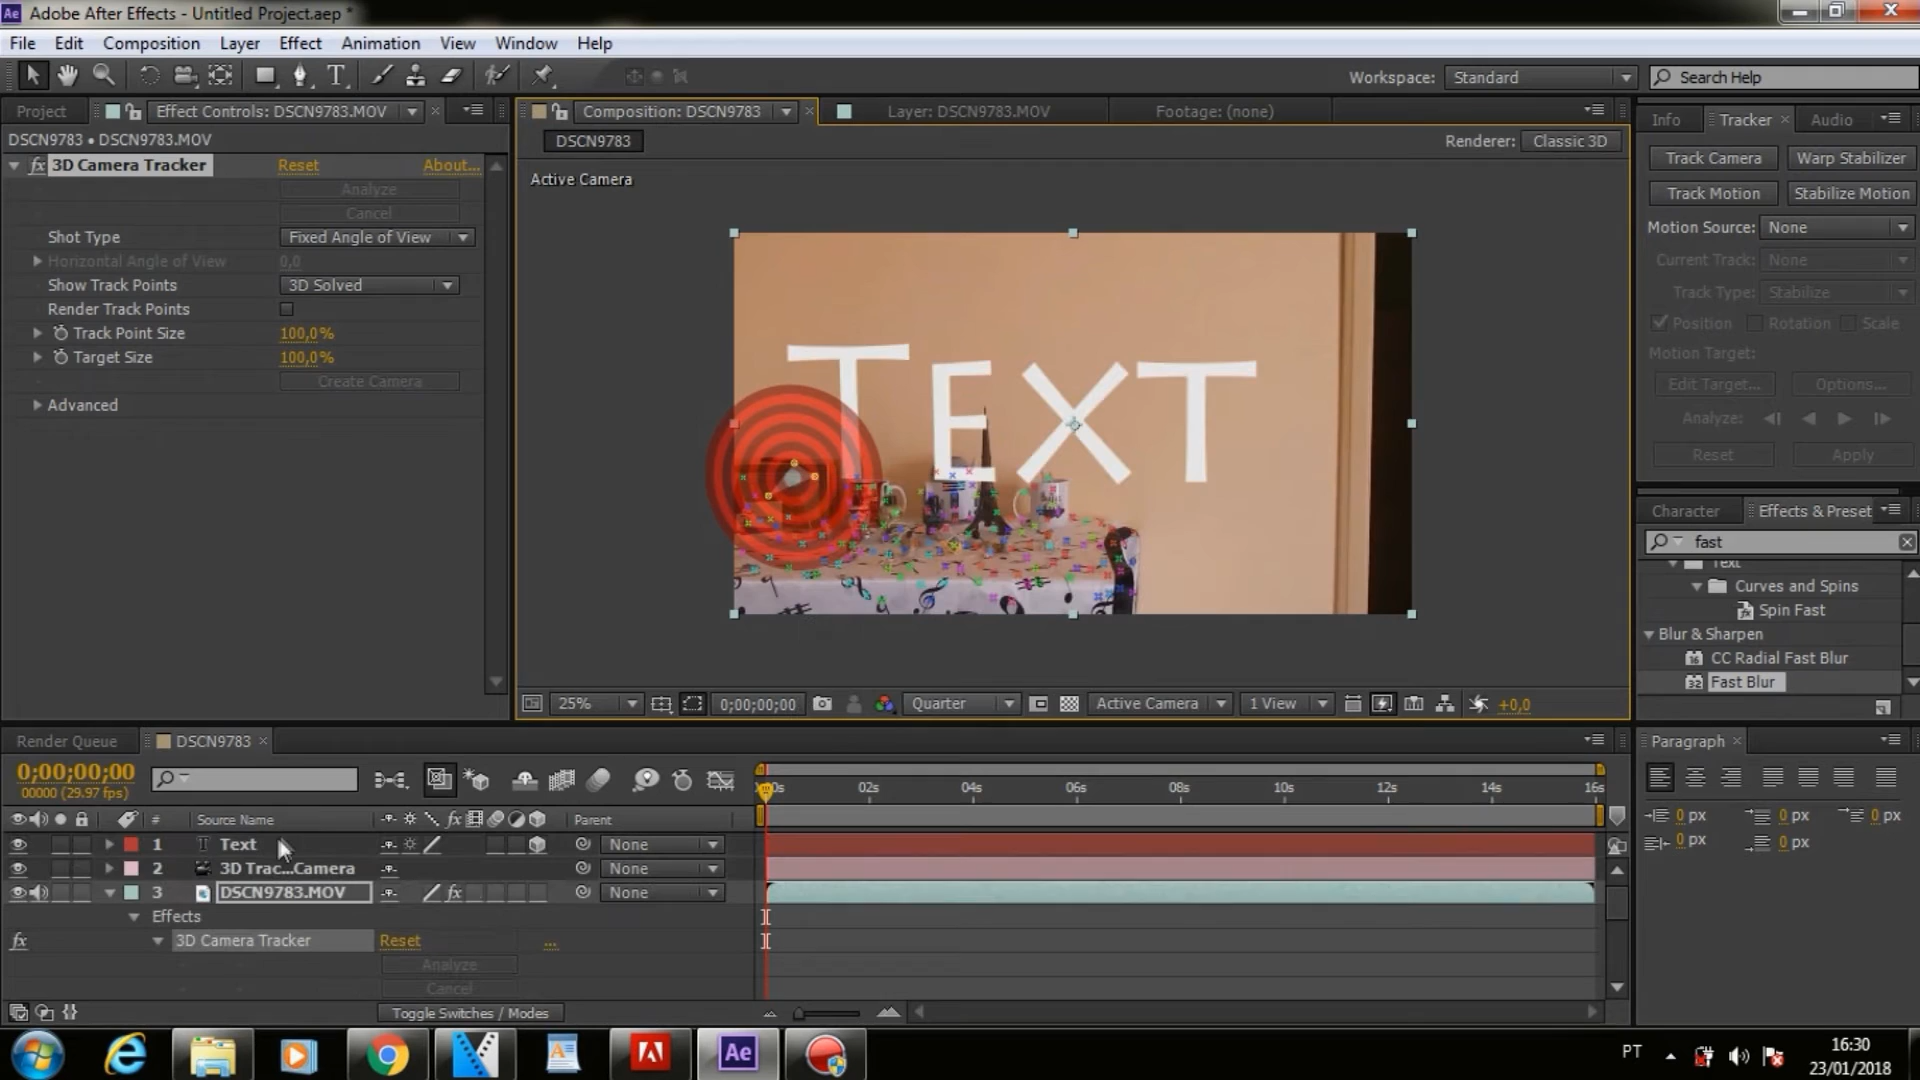 Adobe After Effects - Untitled Project.aep *
File Edit Composition Layer Effect Animation View Window Help
Workspace: Standard Search Help
Project Effect Controls: DSCN9783.MOV
Composition: DSCN9783 Layer: DSCN9783.MOV Footage: (none)
Info Tracker Audio
DSCN9783 • DSCN9783.MOV
DSCN9783 Renderer: Classic 3D
fx 3D Camera Tracker Reset About...
Analyze
Cancel
Shot Type Fixed Angle of View
Horizontal Angle of View 0,0
Show Track Points 3D Solved
Render Track Points
Track Point Size 100,0%
Target Size 100,0%
Create Camera
Advanced
Active Camera
Text
Track Camera Warp Stabilizer
Track Motion Stabilize Motion
Motion Source: None
Current Track: None
Track Type: Stabilize
Position Rotation Scale
Motion Target:
Edit Target... Options...
Analyze:
Reset Apply
Character Effects & Preset
fast
Text
Curves and Spins
Spin Fast
Blur & Sharpen
CC Radial Fast Blur
Fast Blur
25% 0;00;00;00 Quarter Active Camera 1 View +0,0
Render Queue DSCN9783
0;00;00;00
00000 (29.97 fps)
0s 02s 04s 06s 08s 10s 12s 14s 16s
# Source Name fx Parent
1 T Text None
2 3D Trac...Camera None
3 DSCN9783.MOV fx None
Effects
fx 3D Camera Tracker Reset ...
Analyze
Cancel
Toggle Switches / Modes
Paragraph
0 px 0 px 0 px
0 px 0 px
Ae
PT 16:30
23/01/2018